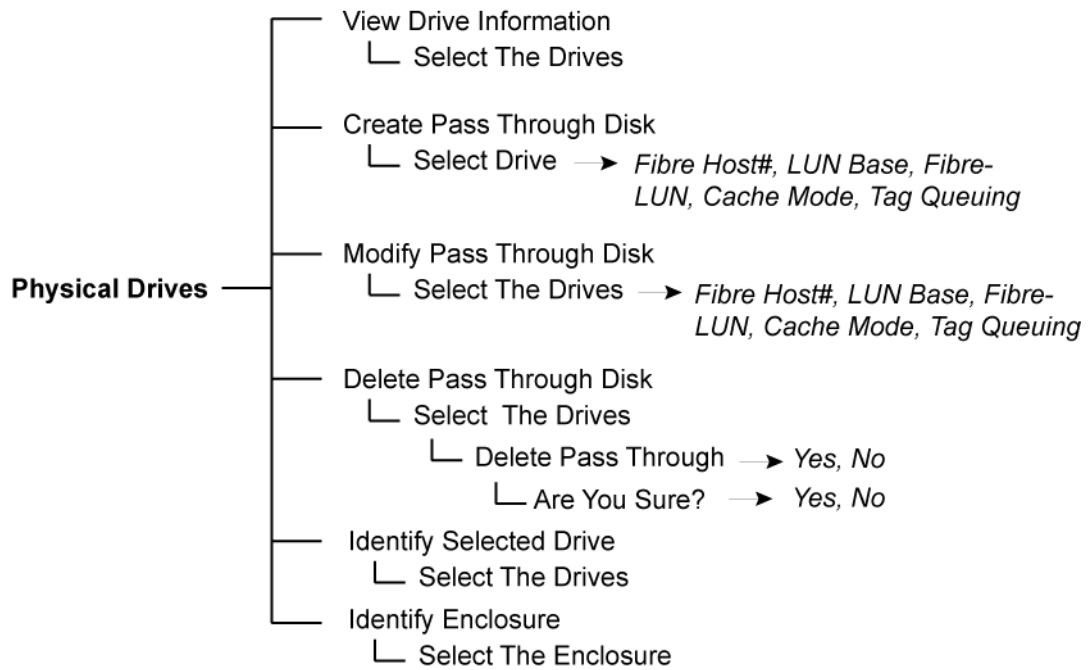 View Drive Information
Select The Drives
Create Pass Through Disk
Select Drive
Fibre Host#, LUN Base, Fibre-
LUN, Cache Mode, Tag Queuing
Modify Pass Through Disk
Physical Drives
Select The Drives
Fibre Host#, LUN Base, Fibre-
LUN, Cache Mode, Tag Queuing
Delete Pass Through Disk
Select The Drives
Delete Pass Through
Yes, No
Are You Sure?
Yes, No
Identify Selected Drive
Select The Drives
Identify Enclosure
Select The Enclosure